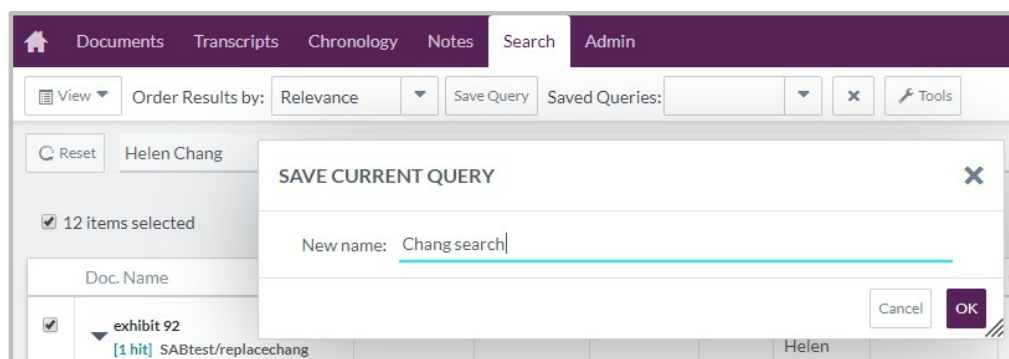 Documents Transcripts Chronology Notes Search Admin
View Order Results by: Relevance Save Query Saved Queries: Tools
Reset Helen Chang
SAVE CURRENT QUERY
12 items selected
New name: Chang search
Doc. Name
Cancel OK
exhibit 92
[1 hit] SABtest/replacechang
Helen